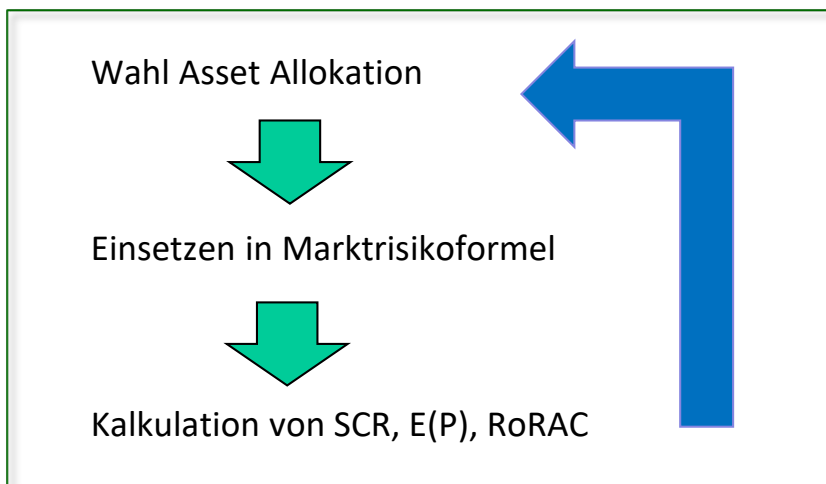 Wahl Asset Allokation
Einsetzen in Marktrisikoformel
Kalkulation von SCR, E(P), RoRAC